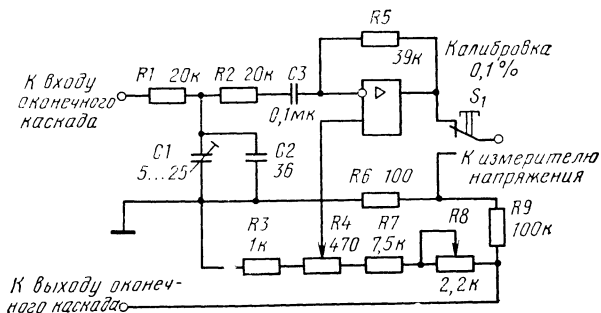 R5
39к
Калибровка
0,1%
S1
R1 20к R2 20к C3
0,1мк
К входу
оконечного
каскада
C1
5...25
C2
36
R6 100
К измерителю
напряжения
R3
1к
R4
470
R7
7,5к
R8
2,2к
R9
100к
К выходу оконеч-
ного каскада